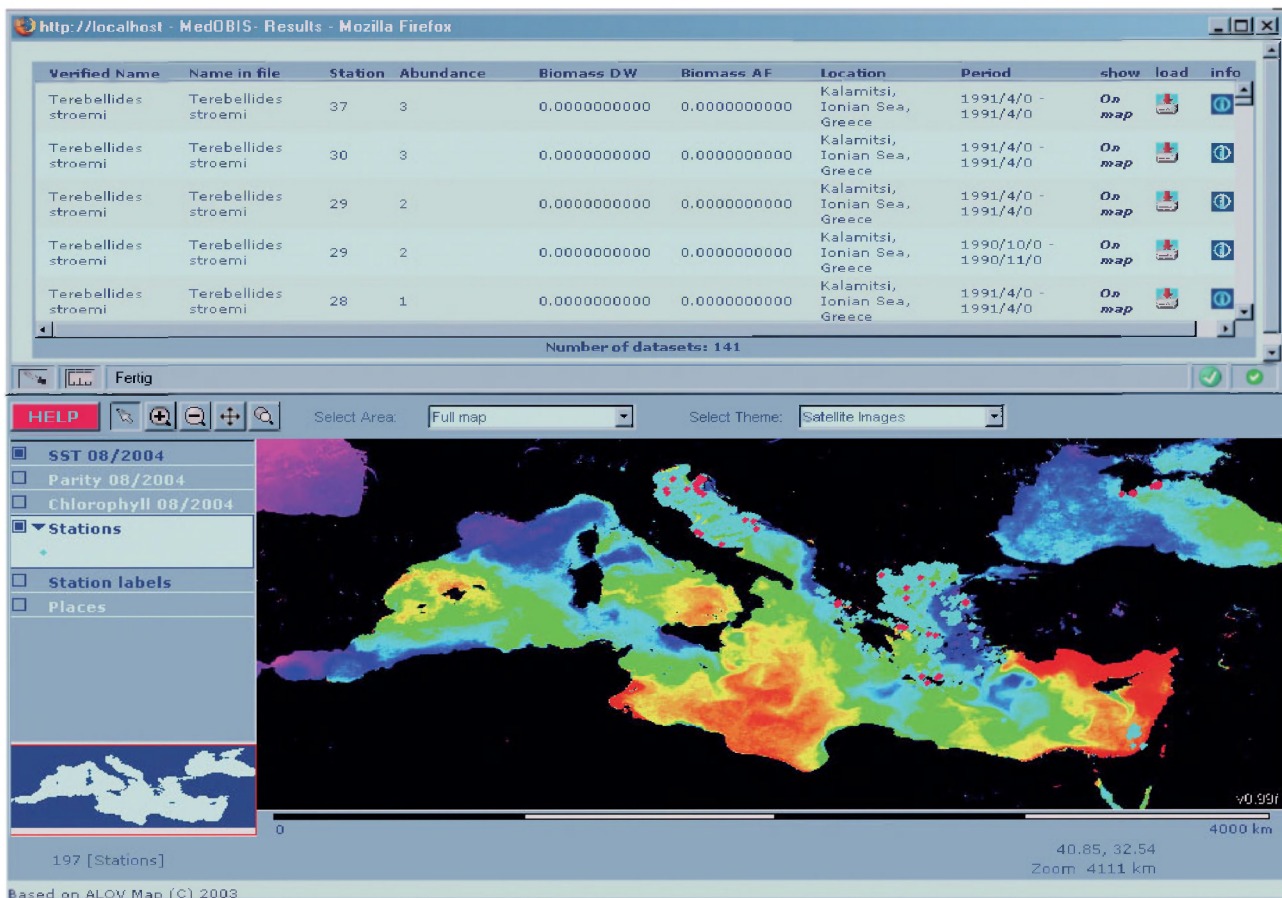 http://localhost - MedOBIS- Results - Mozilla Firefox
Verified Name Name in file Station Abundance Biomass DW Biomass AF Location Period show load info
Terebellides stroemi Terebellides stroemi 37 3 0.0000000000 0.0000000000 Kalamitsi, Ionian Sea, Greece 1991/4/0 - 1991/4/0 On map
Terebellides stroemi Terebellides stroemi 30 3 0.0000000000 0.0000000000 Kalamitsi, Ionian Sea, Greece 1991/4/0 - 1991/4/0 On map
Terebellides stroemi Terebellides stroemi 29 2 0.0000000000 0.0000000000 Kalamitsi, Ionian Sea, Greece 1991/4/0 - 1991/4/0 On map
Terebellides stroemi Terebellides stroemi 29 2 0.0000000000 0.0000000000 Kalamitsi, Ionian Sea, Greece 1990/10/0 - 1990/11/0 On map
Terebellides stroemi Terebellides stroemi 28 1 0.0000000000 0.0000000000 Kalamitsi, Ionian Sea, Greece 1991/4/0 - 1991/4/0 On map
Number of datasets: 141
Fertig
HELP Select Area: Full map Select Theme: Satellite Images
SST 08/2004
Parity 08/2004
Chlorophyll 08/2004
Stations
Station labels
Places
v0.99f
0 4000 km
197 [Stations]
40.85, 32.54
Zoom 4111 km
Based on ALOV Map (C) 2003